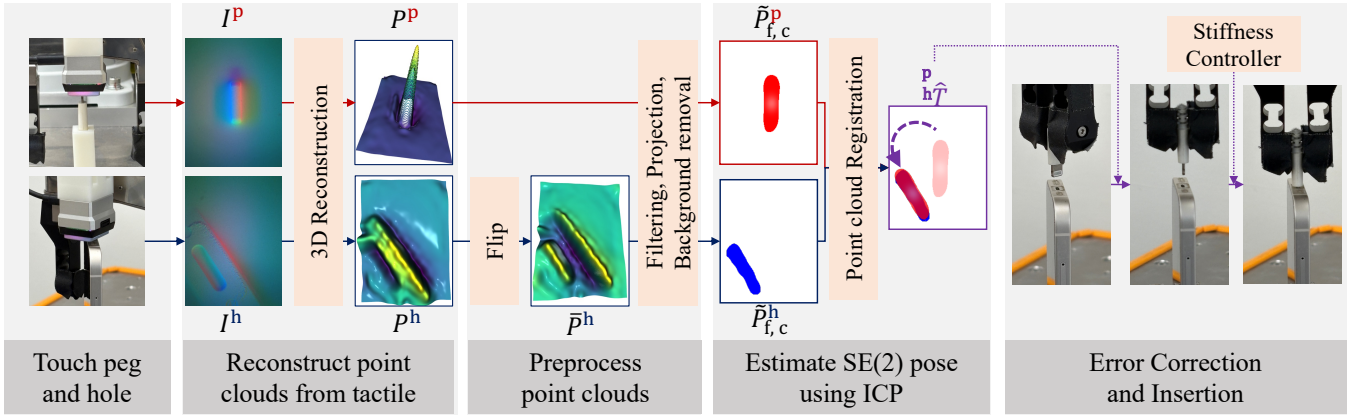 I^p
P^p
P̃^p_f, c
Stiffness
Controller
^p_h T̂
3D Reconstruction
Flip
Filtering, Projection,
Background removal
Point cloud Registration
I^h
P^h
P̄^h
P̃^h_f, c
Touch peg
and hole
Reconstruct point
clouds from tactile
Preprocess
point clouds
Estimate SE(2) pose
using ICP
Error Correction
and Insertion